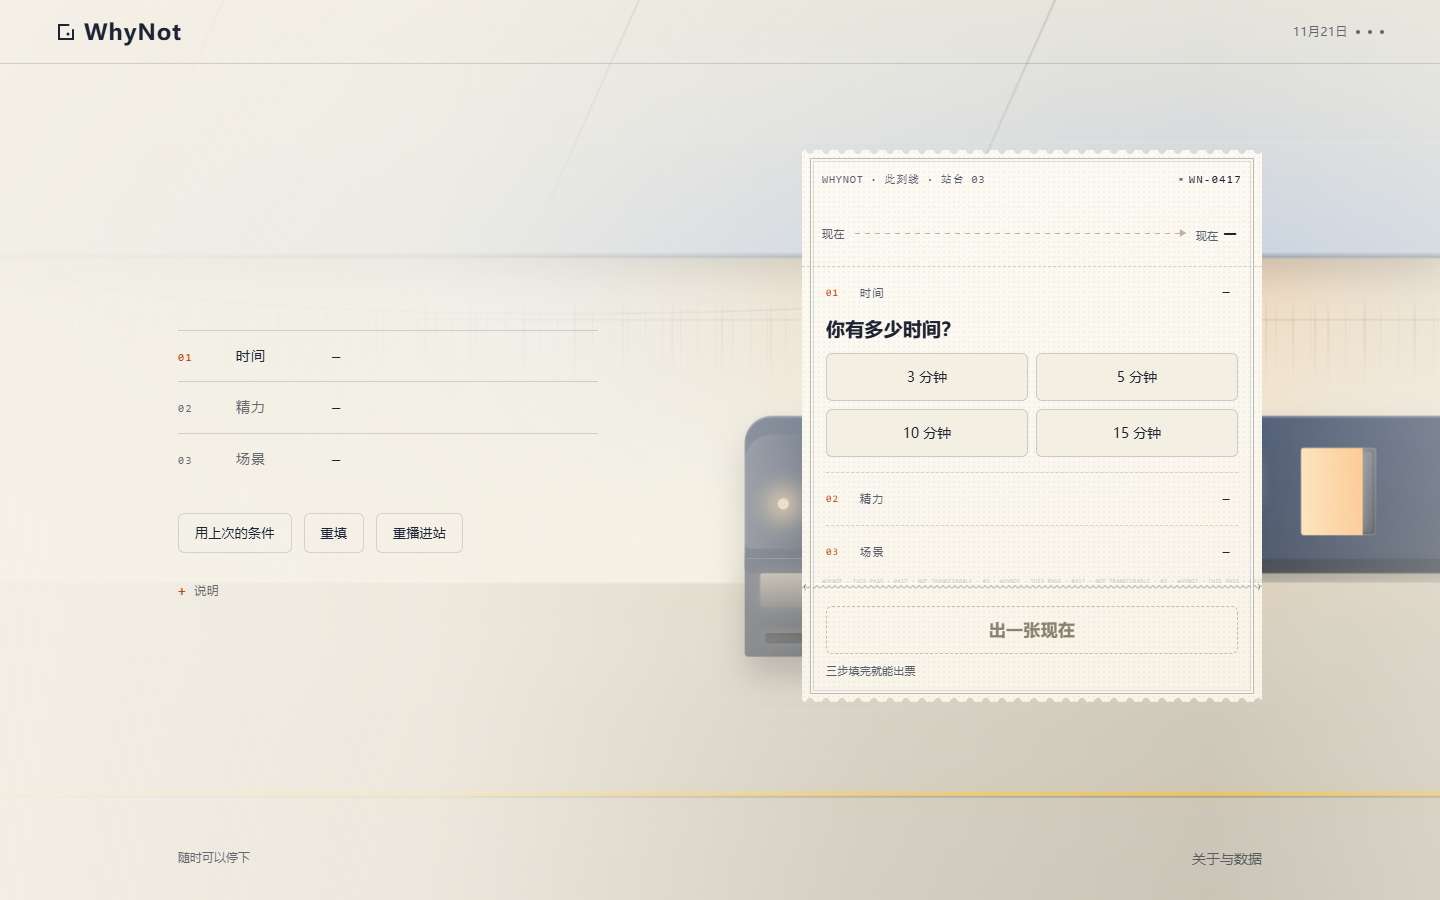 WhyNot
11月21日
01 时间 —
02 精力 —
03 场景 —
用上次的条件 重填 重播进站
+ 说明
WHYNOT · 此刻线 · 站台 03
WN-0417
现在 现在 —
01 时间 —
你有多少时间?
3 分钟 5 分钟
10 分钟 15 分钟
02 精力 —
03 场景 —
出一张现在
三步填完就能出票
随时可以停下
关于与数据